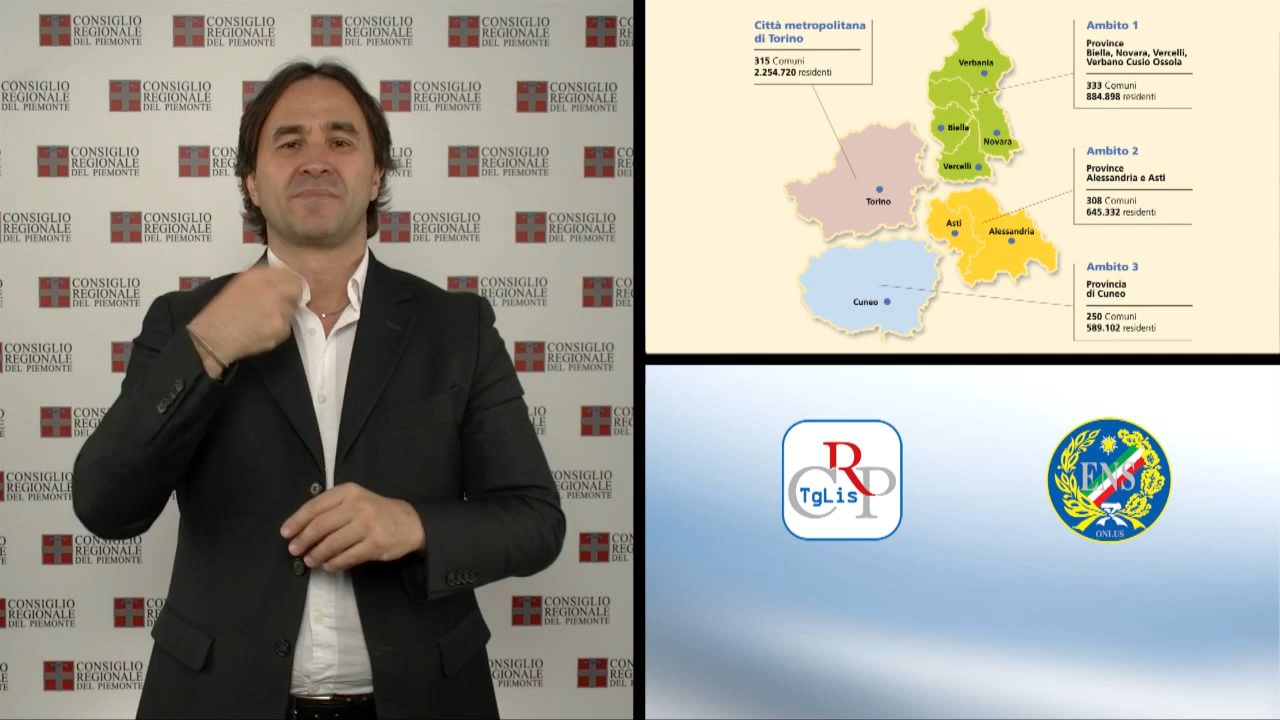 CONSIGLIO
REGIONALE
DEL PIEMONTE
Città metropolitana
di Torino
315 Comuni
2.254.720 residenti
Verbania
Biella
Novara
Vercelli
Torino
Asti
Alessandria
Cuneo
Ambito 1
Province
Biella, Novara, Vercelli,
Verbano Cusio Ossola
333 Comuni
884.898 residenti
Ambito 2
Province
Alessandria e Asti
308 Comuni
645.332 residenti
Ambito 3
Provincia
di Cuneo
250 Comuni
589.102 residenti
CRP
TgLis
ENS
ONLUS